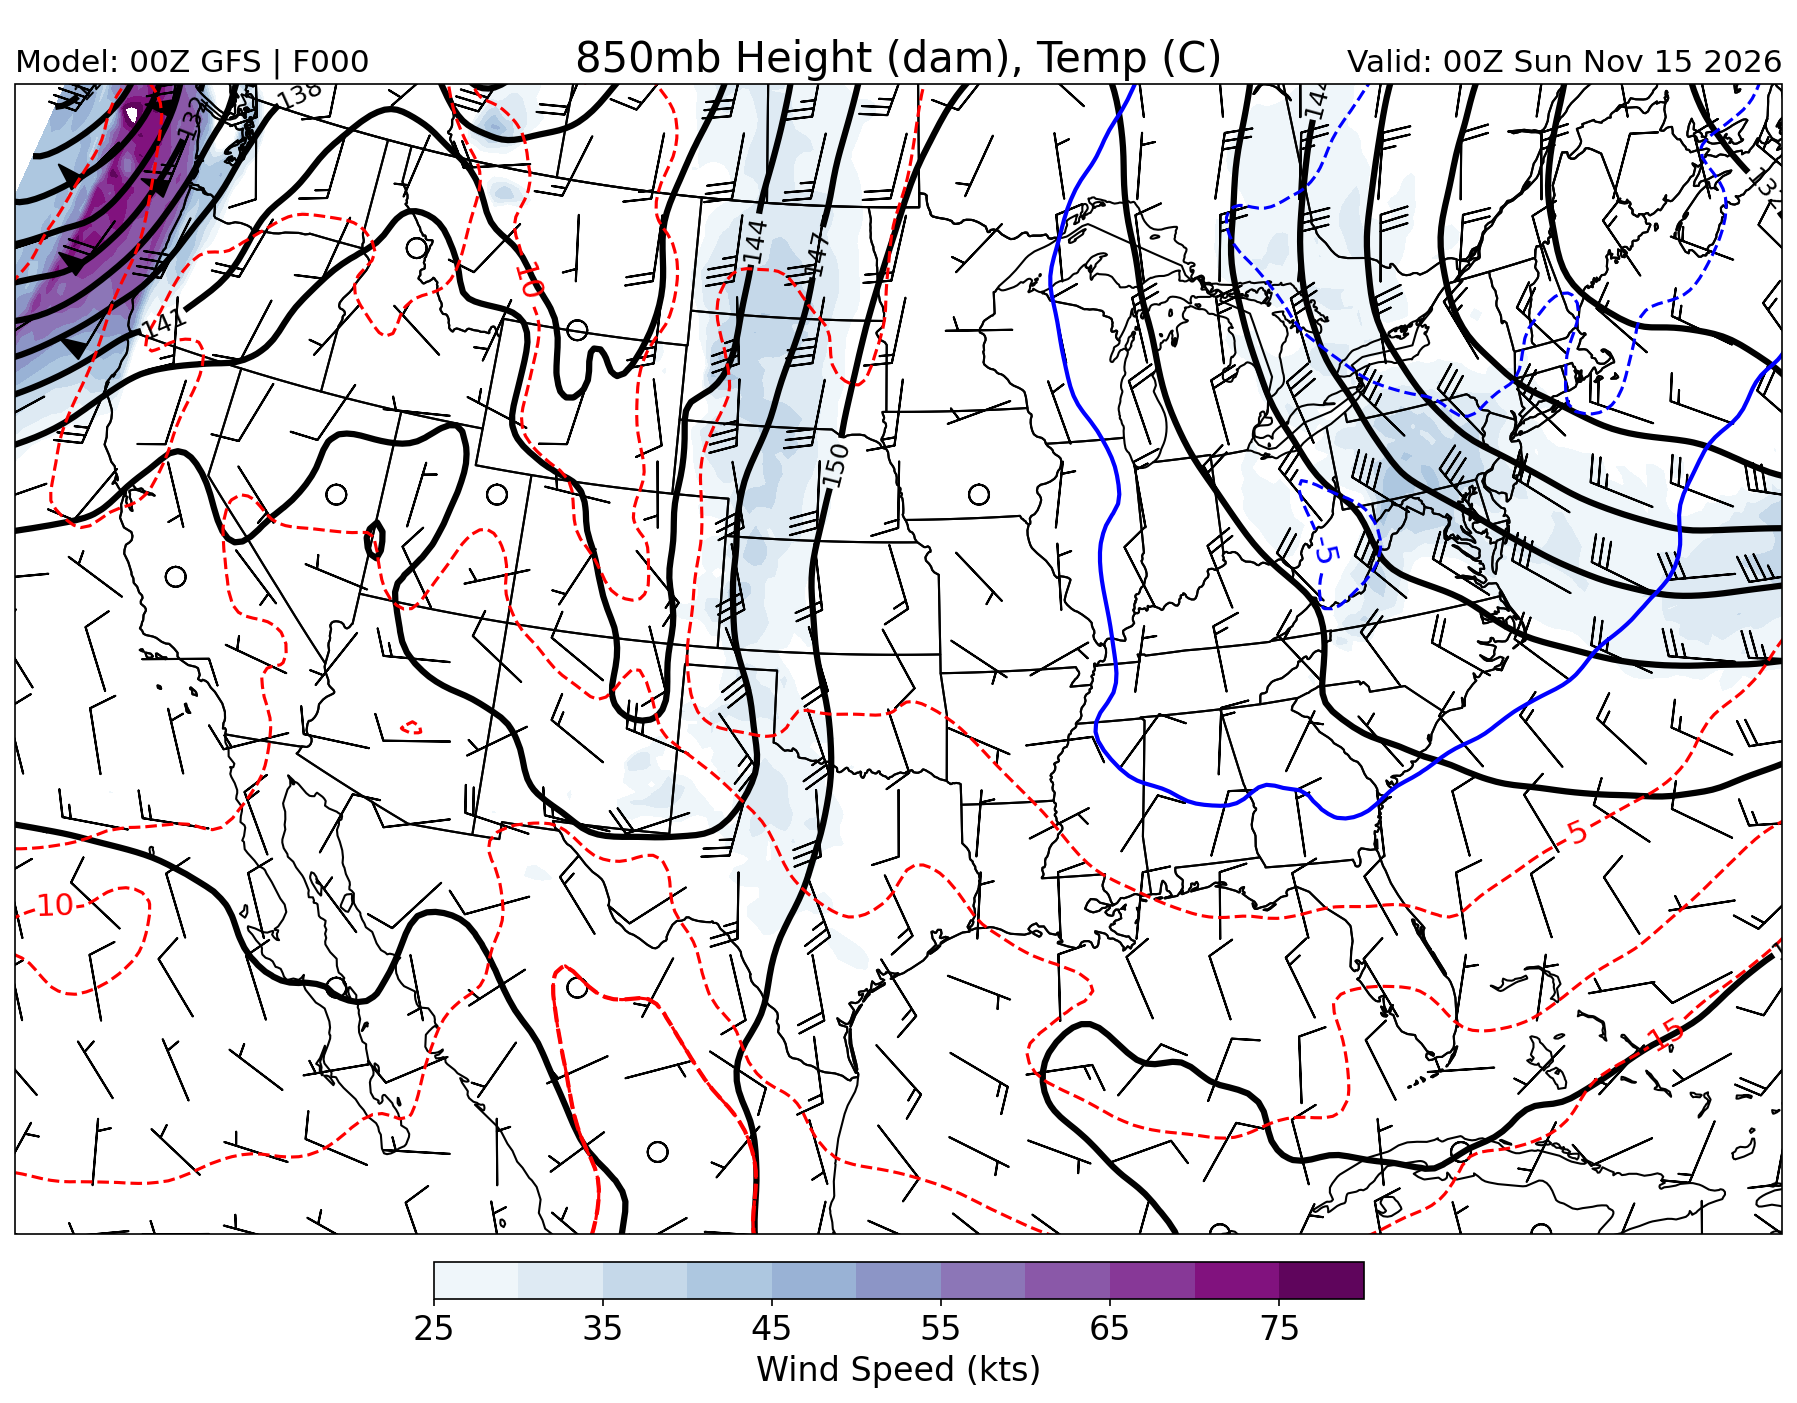 850mb Height (dam), Temp (C)
Model: 00Z GFS | F000
Valid: 00Z Sun Nov 15 2026
132
138
144
144
147
10
141
150
-5
5
10
15
25 35 45 55 65 75
Wind Speed (kts)